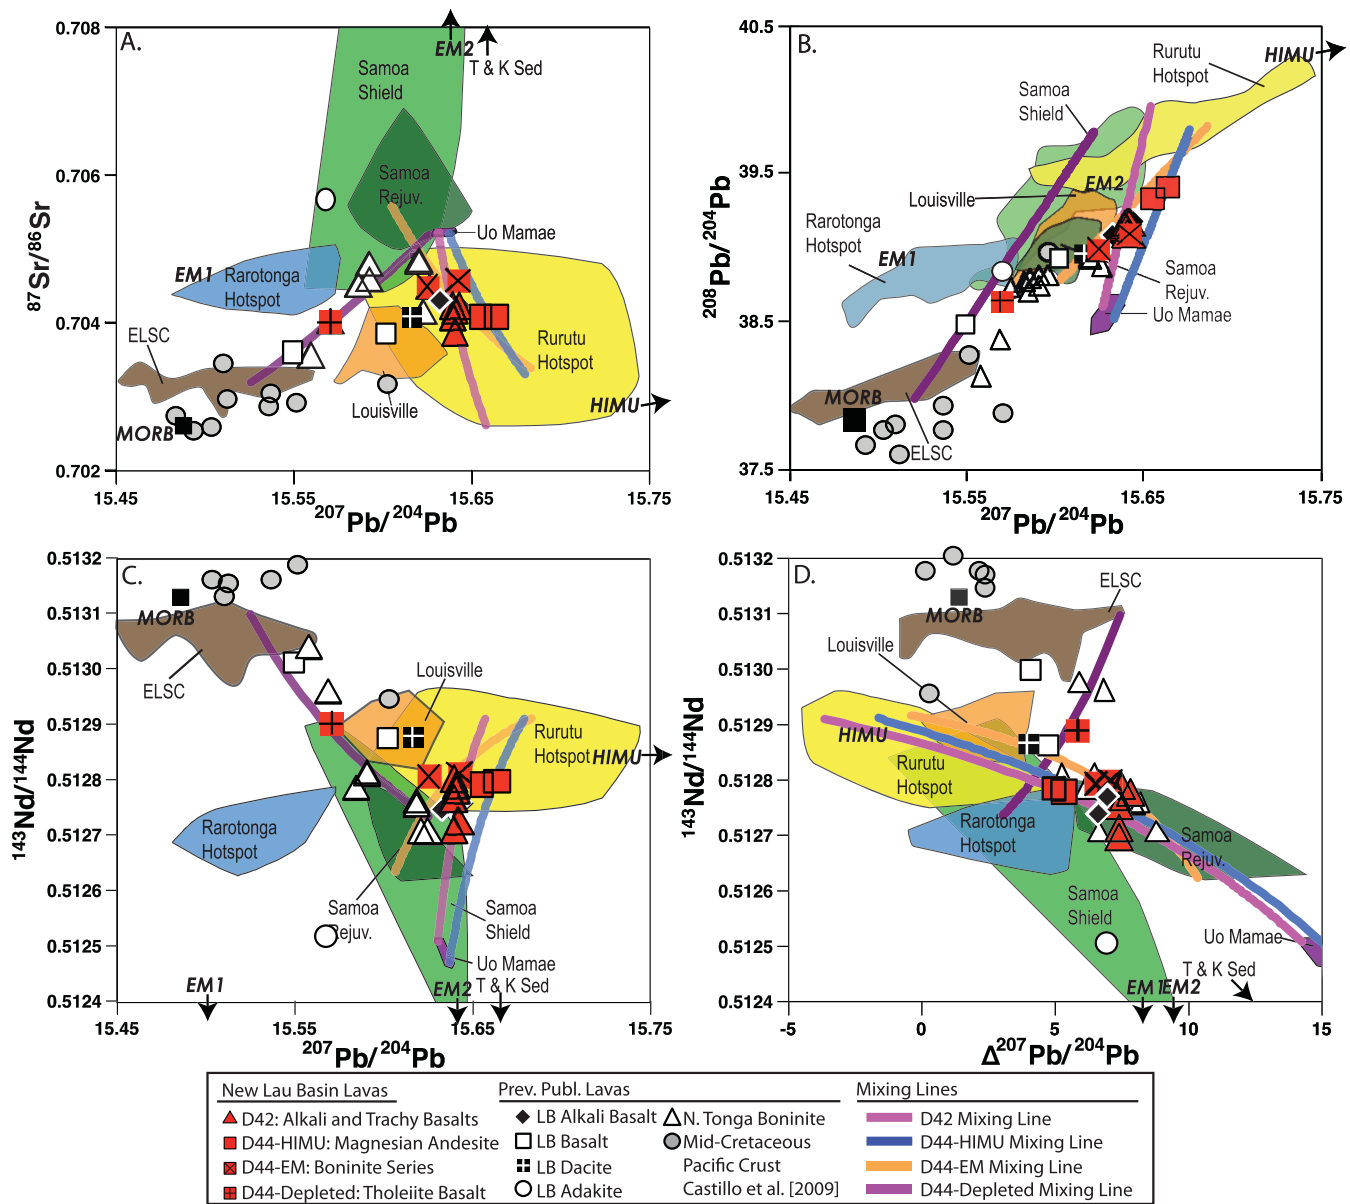 A.
0.708
0.706
0.704
0.702
87Sr/86Sr
15.45
15.55
15.65
15.75
207Pb/204Pb
EM2
T & K Sed
Samoa
Shield
Samoa
Rejuv.
Uo Mamae
EM1
Rarotonga
Hotspot
ELSC
MORB
Louisville
Rurutu
Hotspot
HIMU
B.
40.5
39.5
38.5
37.5
208Pb/204Pb
15.45
15.55
15.65
15.75
207Pb/204Pb
Rurutu
Hotspot
HIMU
Samoa
Shield
EM2
Louisville
Rarotonga
Hotspot
EM1
Samoa
Rejuv.
Uo Mamae
MORB
ELSC
C.
0.5132
0.5131
0.5130
0.5129
0.5128
0.5127
0.5126
0.5125
0.5124
143Nd/144Nd
15.45
15.55
15.65
15.75
207Pb/204Pb
MORB
ELSC
Louisville
Rurutu
Hotspot
HIMU
Rarotonga
Hotspot
Samoa
Rejuv.
Samoa
Shield
Uo Mamae
EM1
EM2
T & K Sed
D.
0.5132
0.5131
0.5130
0.5129
0.5128
0.5127
0.5126
0.5125
0.5124
143Nd/144Nd
-5
0
5
10
15
Δ207Pb/204Pb
ELSC
MORB
Louisville
HIMU
Rurutu
Hotspot
Rarotonga
Hotspot
Samoa
Rejuv.
Samoa
Shield
Uo Mamae
T & K Sed
EM1
EM2
New Lau Basin Lavas
D42: Alkali and Trachy Basalts
D44-HIMU: Magnesian Andesite
D44-EM: Boninite Series
D44-Depleted: Tholeiite Basalt
Prev. Publ. Lavas
LB Alkali Basalt
LB Basalt
LB Dacite
LB Adakite
N. Tonga Boninite
Mid-Cretaceous
Pacific Crust
Castillo et al. [2009]
Mixing Lines
D42 Mixing Line
D44-HIMU Mixing Line
D44-EM Mixing Line
D44-Depleted Mixing Line